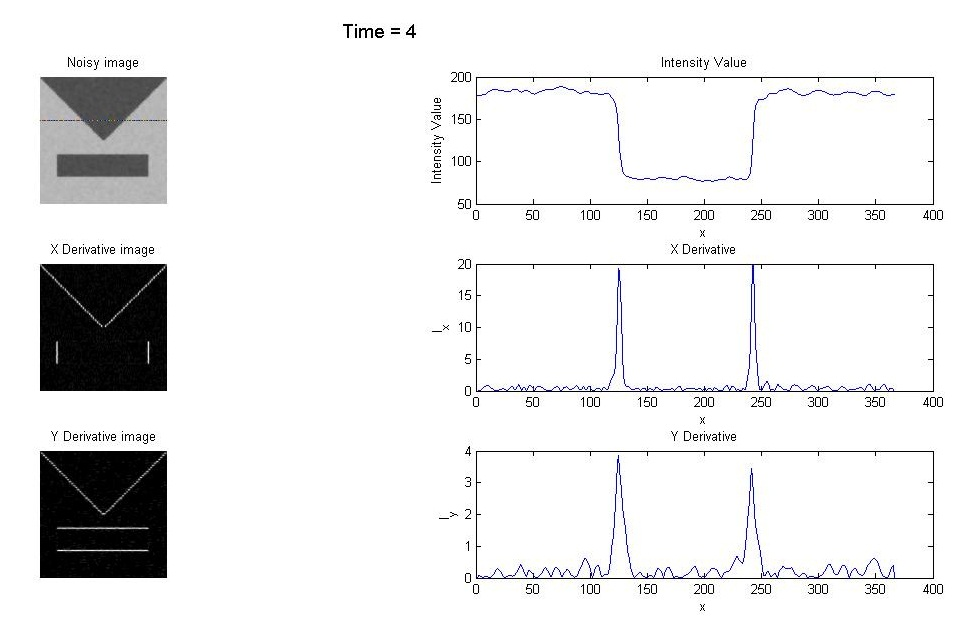 Time = 4
Noisy image
Intensity Value
Intensity Value
200
150
100
50
0 50 100 150 200 250 300 350 400
x
X Derivative image
X Derivative
I_x
20
15
10
5
0
0 50 100 150 200 250 300 350 400
x
Y Derivative image
Y Derivative
I_y
4
3
2
1
0
0 50 100 150 200 250 300 350 400
x